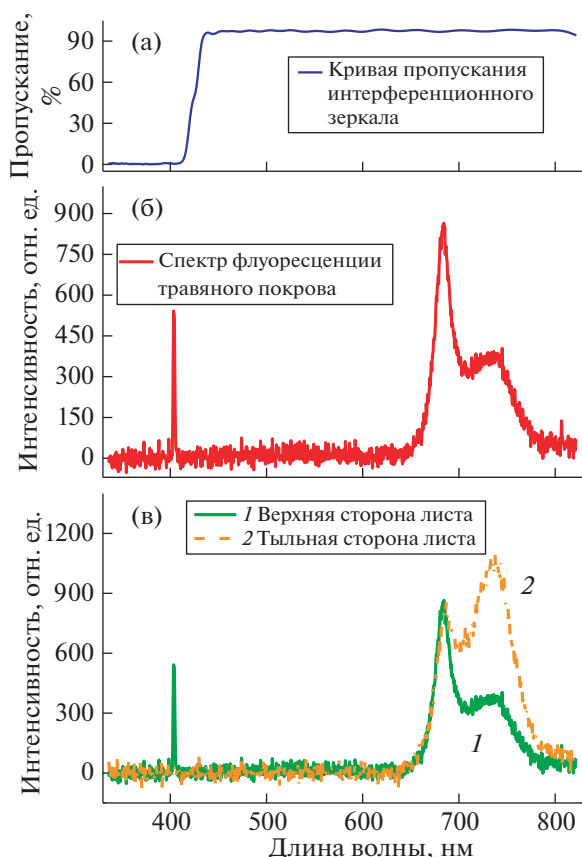 (а)
Пропускание, %
90
60
30
0
Кривая пропускания
интерференционного
зеркала
(б)
Интенсивность, отн. ед.
900
750
600
450
300
150
0
Спектр флуоресценции
травяного покрова
(в)
Интенсивность, отн. ед.
1200
900
600
300
0
1 Верхняя сторона листа
2 Тыльная сторона листа
2
1
400 500 600 700 800
Длина волны, нм